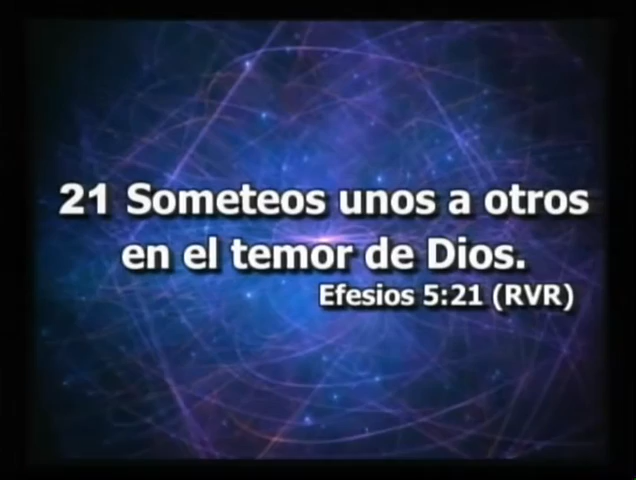 21 Someteos unos a otros
en el temor de Dios.
Efesios 5:21 (RVR)